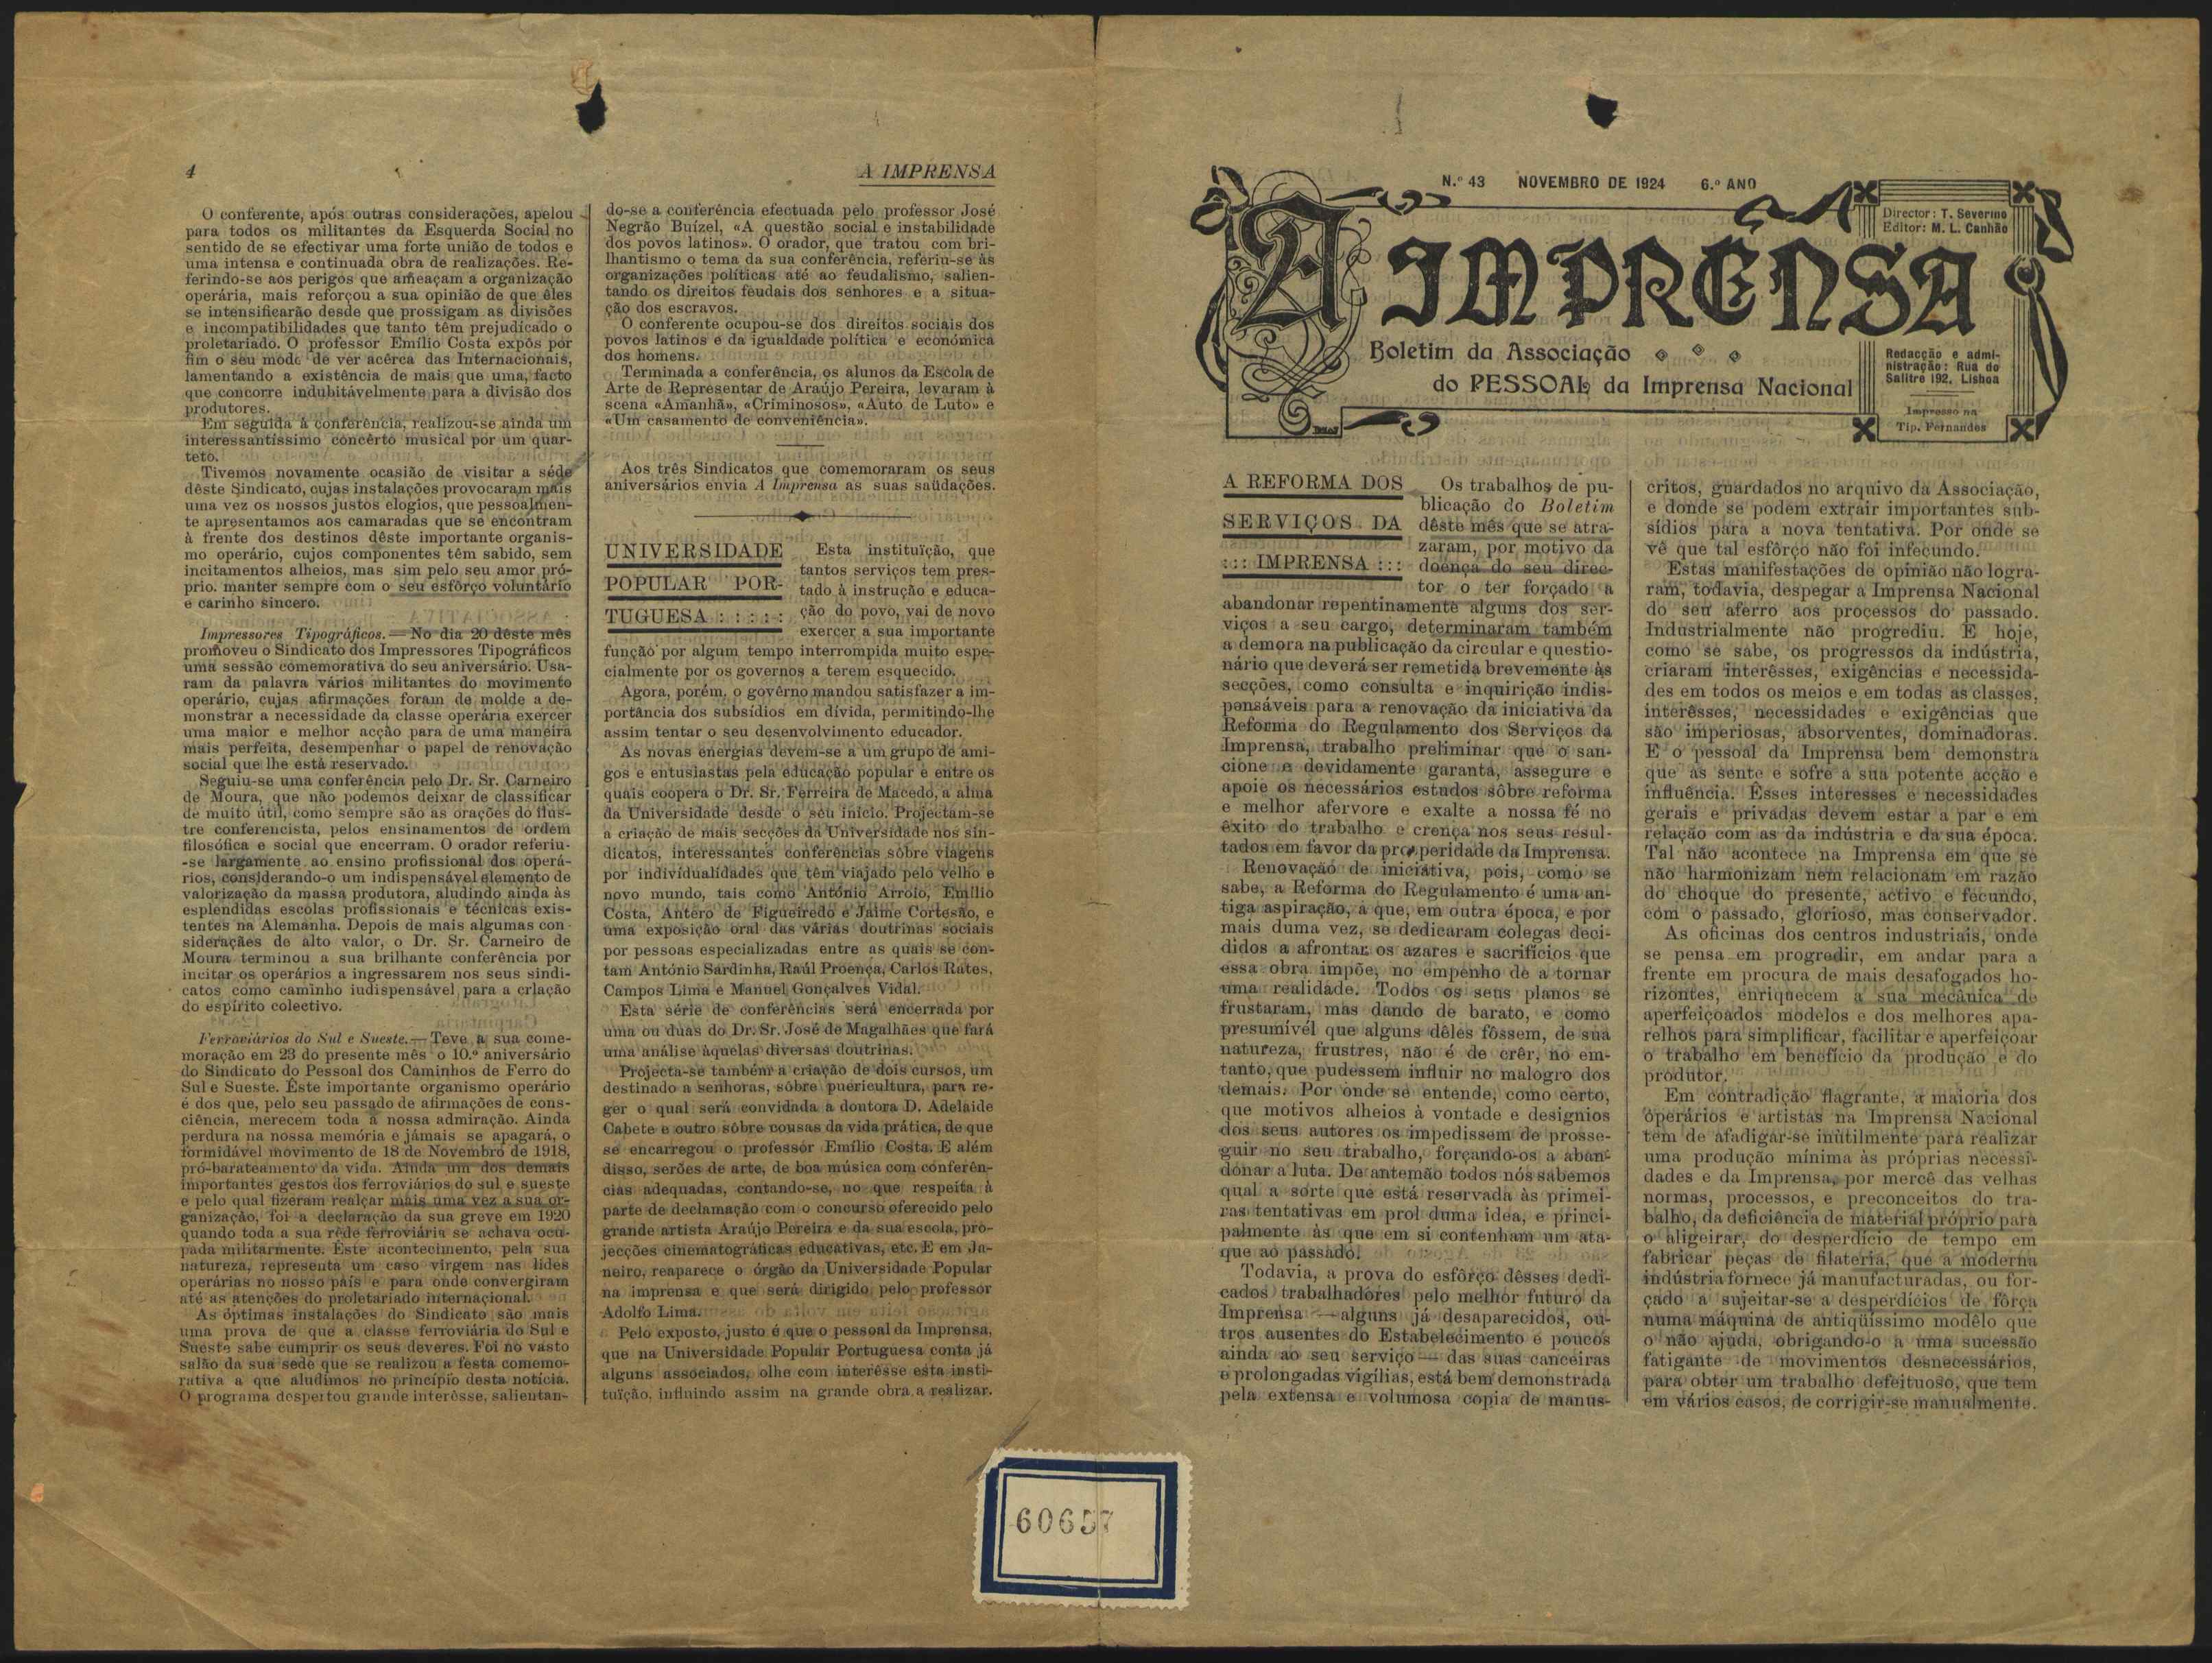 4
A IMPRENSA
O conferente, após outras considerações, apelou
para todos os militantes da Esquerda Social no
sentido de se efectivar uma forte união de todos e
uma intensa e continuada obra de realizações. Re-
ferindo-se aos perigos que ameaçam a organização
operária, mais reforçou a sua opinião de que êles
se intensificarão desde que prossigam as divisões
e incompatibilidades que tanto têm prejudicado o
proletariado. O professor Emílio Costa expôs por
fim o seu modo de ver acêrca das Internacionais,
lamentando a existência de mais que uma, facto
que concorre indubitávelmente para a divisão dos
produtores.
Em seguida à conferência, realizou-se ainda um
interessantíssimo concêrto musical por um quar-
teto.
Tivemos novamente ocasião de visitar a séde
dêste Sindicato, cujas instalações provocaram mais
uma vez os nossos justos elogios, que pessoalmen-
te apresentamos aos camaradas que se encontram
à frente dos destinos dêste importante organis-
mo operário, cujos componentes têm sabido, sem
incitamentos alheios, mas sim pelo seu amor pró-
prio. manter sempre com o seu esfôrço voluntário
e carinho sincero.
Impressores Tipográficos.—No dia 20 dêste mês
promoveu o Sindicato dos Impressores Tipográficos
uma sessão comemorativa do seu aniversário. Usa-
ram da palavra vários militantes do movimento
operário, cujas afirmações foram de molde a de-
monstrar a necessidade da classe operária exercer
uma maior e melhor acção para de uma maneira
mais perfeita, desempenhar o papel de renovação
social que lhe está reservado.
Seguiu-se uma conferência pelo Dr. Sr. Carneiro
de Moura, que não podemos deixar de classificar
de muito útil, como sempre são as orações do ilus-
tre conferencista, pelos ensinamentos de ordem
filosófica e social que encerram. O orador referiu-
-se largamente ao ensino profissional dos operá-
rios, considerando-o um indispensável elemento de
valorização da massa produtora, aludindo ainda às
esplendidas escolas profissionais e técnicas exis-
tentes na Alemanha. Depois de mais algumas con-
siderações de alto valor, o Dr. Sr. Carneiro de
Moura terminou a sua brilhante conferência por
incitar os operários a ingressarem nos seus sindi-
catos como caminho iudispensável para a criação
do espírito colectivo.
Ferroviários do Sul e Sueste.—Teve a sua come-
moração em 23 do presente mês o 10.º aniversário
do Sindicato do Pessoal dos Caminhos de Ferro do
Sul e Sueste. Êste importante organismo operário
é dos que, pelo seu passado de afirmações de cons-
ciência, merecem toda a nossa admiração. Ainda
perdura na nossa memória e jámais se apagará, o
formidável movimento de 18 de Novembro de 1918,
pró-barateamento da vida. Ainda um dos demais
importantes gestos dos ferroviários do sul e sueste
e pelo qual fizeram realçar mais uma vez a sua or-
ganização, foi a declaração da sua greve em 1920
quando toda a sua rêde ferroviária se achava ocu-
pada militarmente. Êste acontecimento, pela sua
natureza, representa um caso virgem nas lides
operárias no nosso país e para onde convergiram
até as atenções do proletariado internacional.
As óptimas instalações do Sindicato são mais
uma prova de que a classe ferroviária do Sul e
Sueste sabe cumprir os seus deveres. Foi no vasto
salão da sua sede que se realizou a festa comemo-
rativa a que aludimos no princípio desta notícia.
O programa despertou grande interêsse, salientan-
do-se a conferência efectuada pelo professor José
Negrão Buízel, «A questão social e instabilidade
dos povos latinos». O orador, que tratou com bri-
lhantismo o tema da sua conferência, referiu-se às
organizações políticas até ao feudalismo, salien-
tando os direitos feudais dos senhores e a situa-
ção dos escravos.
O conferente ocupou-se dos direitos sociais dos
povos latinos e da igualdade política e económica
dos homens.
Terminada a conferência, os alunos da Escola de
Arte de Representar de Araújo Pereira, levaram à
scena «Amanhã», «Criminosos», «Auto de Luto» e
«Um casamento de conveniência».
Aos três Sindicatos que comemoraram os seus
aniversários envia A Imprensa as suas saüdações.
UNIVERSIDADE
POPULAR POR-
TUGUESA : : : : :
Esta instituïção, que
tantos serviços tem pres-
tado à instrução e educa-
ção do povo, vai de novo
exercer a sua importante
função por algum tempo interrompida muito espe-
cialmente por os governos a terem esquecido.
Agora, porém, o govêrno mandou satisfazer a im-
portância dos subsídios em dívida, permitindo-lhe
assim tentar o seu desenvolvimento educador.
As novas energias devem-se a um grupo de ami-
gos e entusiastas pela educação popular e entre os
quais coopera o Dr. Sr. Ferreira de Macedo, a alma
da Universidade desde o seu início. Projectam-se
a criação de mais secções da Universidade nos sin-
dicatos, interessantes conferências sôbre viagens
por individualidades que têm viajado pelo velho e
novo mundo, tais como António Arroio, Emílio
Costa, Antero de Figueiredo e Jaime Cortesão, e
uma exposição oral das várias doutrinas sociais
por pessoas especializadas entre as quais se con-
tam António Sardinha, Raúl Proença, Carlos Rates,
Campos Lima e Manuel Gonçalves Vidal.
Esta série de conferências será encerrada por
uma ou duas do Dr. Sr. José de Magalhães que fará
uma análise àquelas diversas doutrinas.
Projecta-se também a criação de dois cursos, um
destinado a senhoras, sôbre puericultura, para re-
ger o qual será convidada a doutora D. Adelaide
Cabete e outro sôbre cousas da vida prática, de que
se encarregou o professor Emílio Costa. E além
disso, serões de arte, de boa música com conferên-
cias adequadas, contando-se, no que respeita à
parte de declamação com o concurso oferecido pelo
grande artista Araújo Pereira e da sua escola, pro-
jecções cinematográficas educativas, etc. E em Ja-
neiro, reaparece o órgão da Universidade Popular
na imprensa e que será dirigido pelo professor
Adolfo Lima.
Pelo exposto, justo é que o pessoal da Imprensa,
que na Universidade Popular Portuguesa conta já
alguns associados, olhe com interêsse esta insti-
tuïção, influindo assim na grande obra a realizar.
60657
N.º 43 NOVEMBRO DE 1924 6.º ANO
A IMPRENSA
Boletim da Associação
do PESSOAL da Imprensa Nacional
Director: T. Severino
Editor: M. L. Canhão
Redacção e admi-
nistração: Rua do
Salitre 192, Lisboa
Impresso na
Tip. Fernandes
A REFORMA DOS
SERVIÇOS DA
::: IMPRENSA :::
Os trabalhos de pu-
blicação do Boletim
dêste mês que se atra-
zaram, por motivo da
doença do seu direc-
tor o ter forçado a
abandonar repentinamente alguns dos ser-
viços a seu cargo, determinaram também
a demora na publicação da circular e questio-
nário que deverá ser remetida brevemente às
secções, como consulta e inquirição indis-
pensáveis para a renovação da iniciativa da
Reforma do Regulamento dos Serviços da
Imprensa, trabalho preliminar que o san-
cione e devidamente garanta, assegure e
apoie os necessários estudos sôbre reforma
e melhor afervore e exalte a nossa fé no
êxito do trabalho e crença nos seus resul-
tados em favor da prosperidade da Imprensa.
Renovação de iniciativa, pois, como se
sabe, a Reforma do Regulamento é uma an-
tiga aspiração, a que, em outra época, e por
mais duma vez, se dedicaram colegas deci-
didos a afrontar os azares e sacrifícios que
essa obra impõe, no empenho de a tornar
uma realidade. Todos os seus planos se
frustaram, mas dando de barato, e como
presumível que alguns dêles fôssem, de sua
natureza, frustres, não é de crêr, no em-
tanto, que pudessem influir no malogro dos
demais. Por onde se entende, como certo,
que motivos alheios à vontade e designios
dos seus autores os impedissem de prosse-
guir no seu trabalho, forçando-os a aban-
donar a luta. De antemão todos nós sabemos
qual a sorte que está reservada às primei-
ras tentativas em prol duma idea, e princi-
palmente às que em si contenham um ata-
que ao passado.
Todavia, a prova do esfôrço dêsses dedi-
cados trabalhadores pelo melhor futuro da
Imprensa — alguns já desaparecidos, ou-
tros ausentes do Estabelecimento e poucos
ainda ao seu serviço — das suas canceiras
e prolongadas vigílias, está bem demonstrada
pela extensa e volumosa copia de manus-
critos, guardados no arquivo da Associação,
e donde se podem extrair importantes sub-
sídios para a nova tentativa. Por onde se
vê que tal esfôrço não foi infecundo.
Estas manifestações de opinião não logra-
ram, todavia, despegar a Imprensa Nacional
do seu aferro aos processos do passado.
Industrialmente não progrediu. E hoje,
como se sabe, os progressos da indústria,
criaram interêsses, exigências e necessida-
des em todos os meios e em todas as classes,
interêsses, necessidades e exigências que
são imperiosas, absorventes, dominadoras.
E o pessoal da Imprensa bem demonstra
que as sente e sofre a sua potente acção e
influência. Êsses interesses e necessidades
gerais e privadas devem estar a par e em
relação com as da indústria e da sua época.
Tal não acontece na Imprensa em que se
não harmonizam nem relacionam em razão
do choque do presente, activo e fecundo,
com o passado, glorioso, mas conservador.
As oficinas dos centros industriais, onde
se pensa em progredir, em andar para a
frente em procura de mais desafogados ho-
rizontes, enriquecem a sua mecânica de
aperfeiçoados modelos e dos melhores apa-
relhos para simplificar, facilitar e aperfeiçoar
o trabalho em benefício da produção e do
produtor.
Em contradição flagrante, a maioria dos
operários e artistas na Imprensa Nacional
tem de afadigar-se inùtilmente para realizar
uma produção mínima às próprias necessi-
dades e da Imprensa, por mercê das velhas
normas, processos, e preconceitos do tra-
balho, da deficiência de material próprio para
o aligeirar, do desperdício de tempo em
fabricar peças de filateria, que a moderna
indústria fornece já manufacturadas, ou for-
çado a sujeitar-se a desperdícios de fôrça
numa máquina de antiqüíssimo modêlo que
o não ajuda, obrigando-o a uma sucessão
fatigante de movimentos desnecessários,
para obter um trabalho defeituoso, que tem
em vários casos, de corrigir-se manualmente.